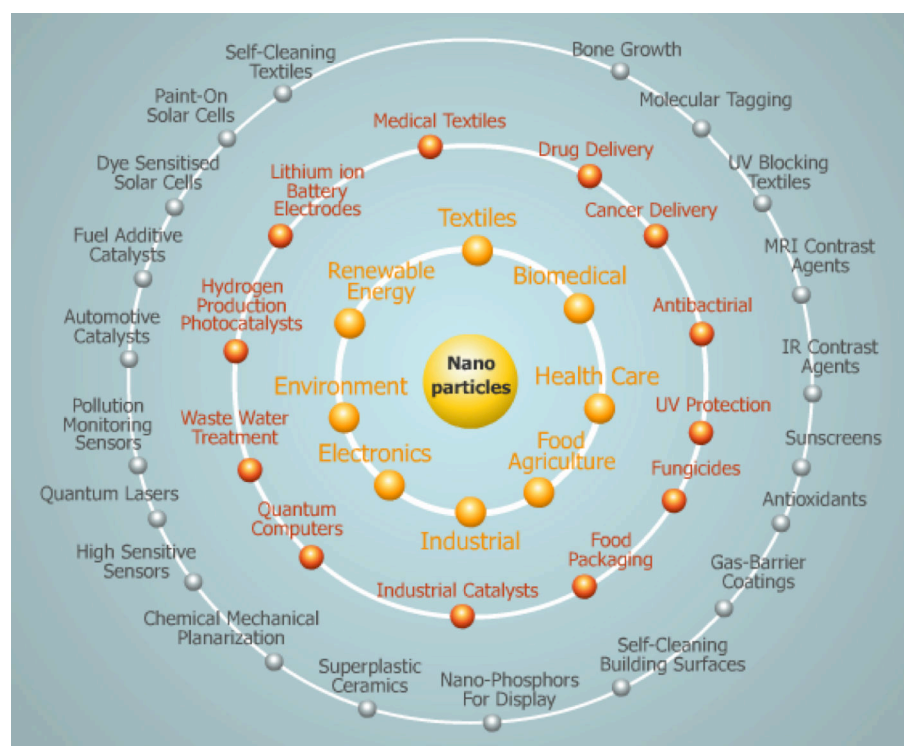 Self-Cleaning
Textiles
Bone Growth
Paint-On
Solar Cells
Molecular Tagging
Medical Textiles
Dye Sensitised
Solar Cells
Lithium ion
Battery
Electrodes
Drug Delivery
UV Blocking
Textiles
Cancer Delivery
Textiles
Fuel Additive
Catalysts
Renewable
Energy
Biomedical
MRI Contrast
Agents
Hydrogen
Production
Photocatalysts
Antibactirial
Automotive
Catalysts
Nano
particles
IR Contrast
Agents
Environment
Health Care
Pollution
Monitoring
Sensors
Waste Water
Treatment
UV Protection
Electronics
Food
Agriculture
Sunscreens
Fungicides
Quantum Lasers
Antioxidants
Quantum
Computers
Industrial
Food
Packaging
High Sensitive
Sensors
Gas-Barrier
Coatings
Industrial Catalysts
Chemical Mechanical
Planarization
Self-Cleaning
Building Surfaces
Superplastic
Ceramics
Nano-Phosphors
For Display